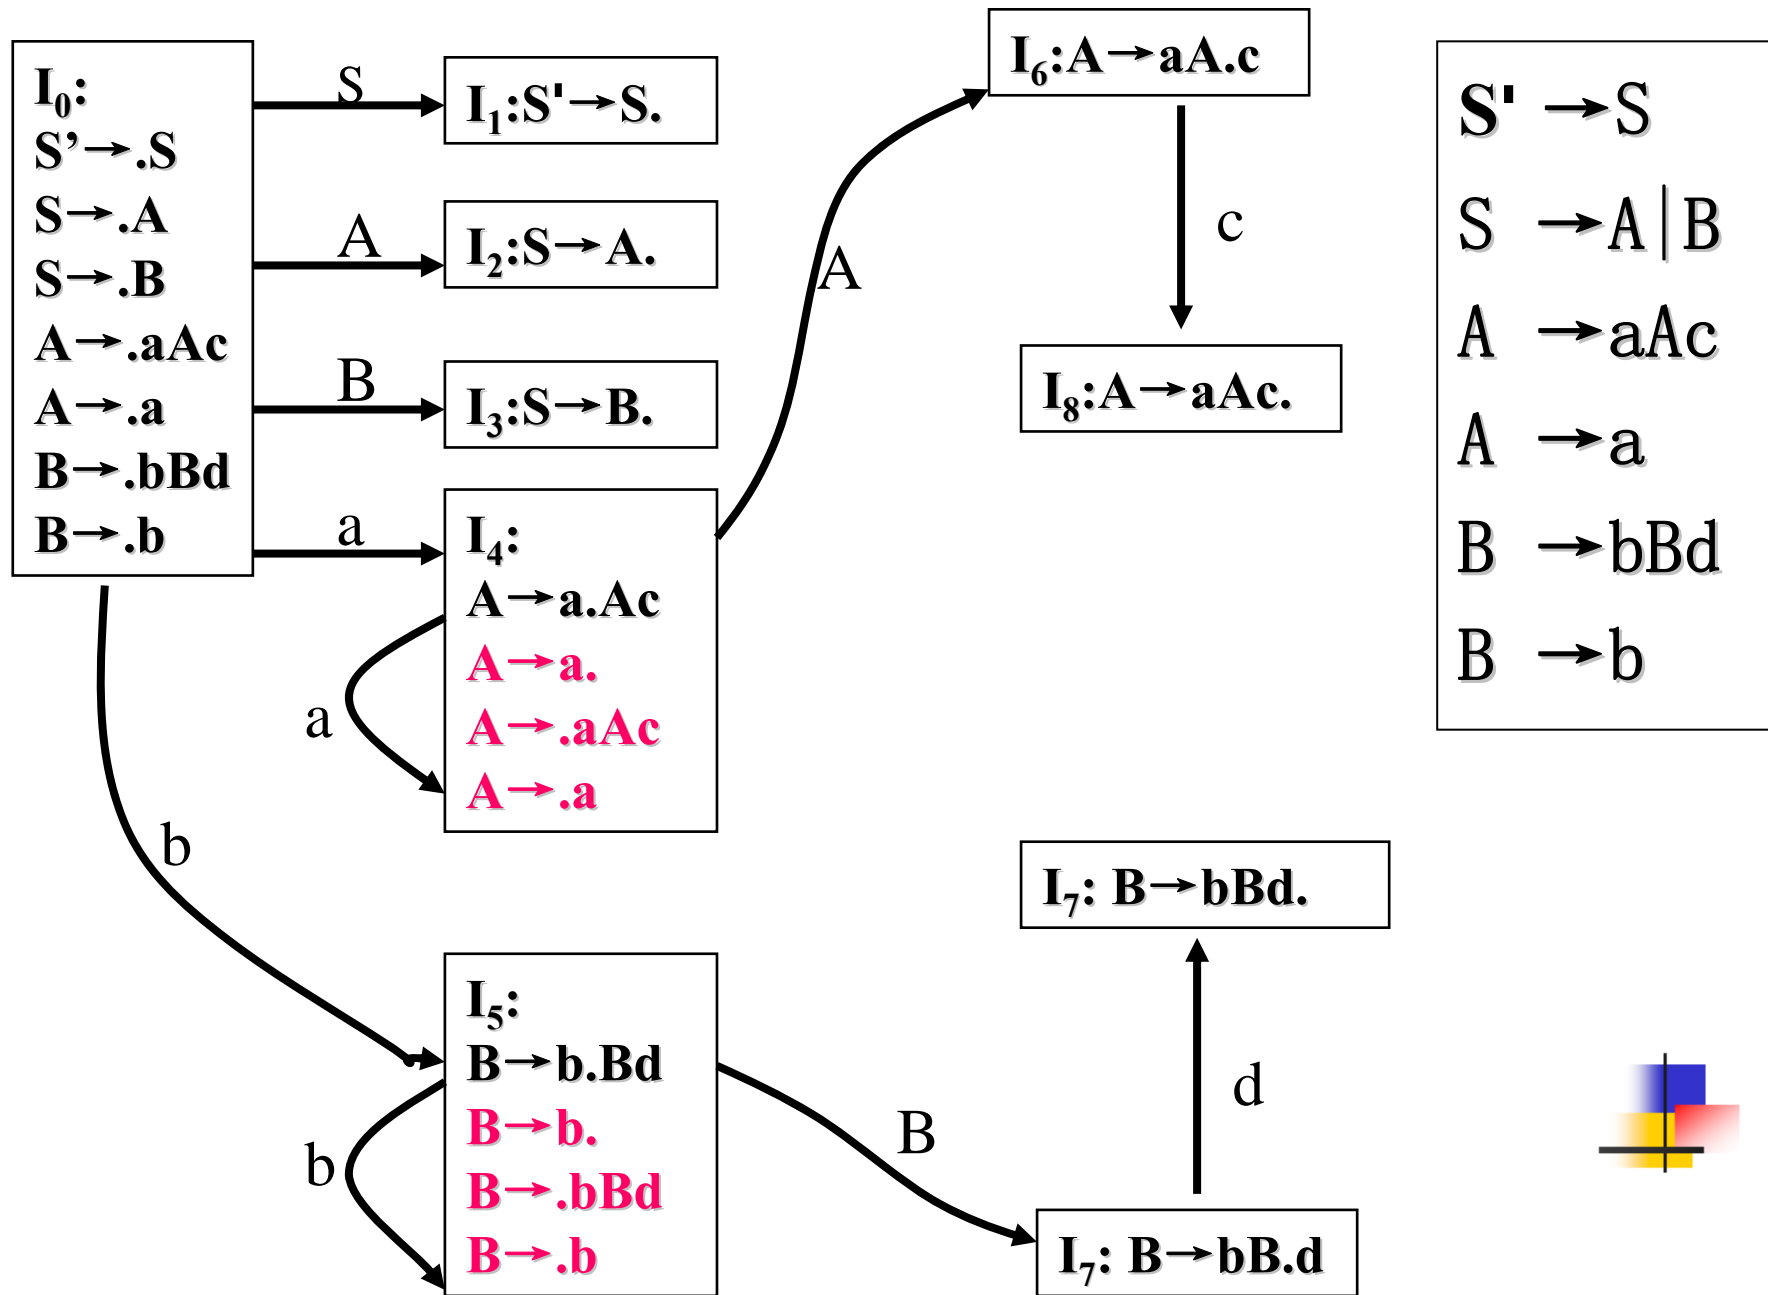 I₀:
S’→.S
S→.A
S→.B
A→.aAc
A→.a
B→.bBd
B→.b
S
I₁:S'→S.
A
I₂:S→A.
B
I₃:S→B.
a
I₄:
A→a.Ac
A→a.
A→.aAc
A→.a
a
b
I₅:
B→b.Bd
B→b.
B→.bBd
B→.b
b
A
I₆:A→aA.c
c
I₈:A→aAc.
B
I₇: B→bBd.
d
I₇: B→bB.d
S' →S
S →A|B
A →aAc
A →a
B →bBd
B →b